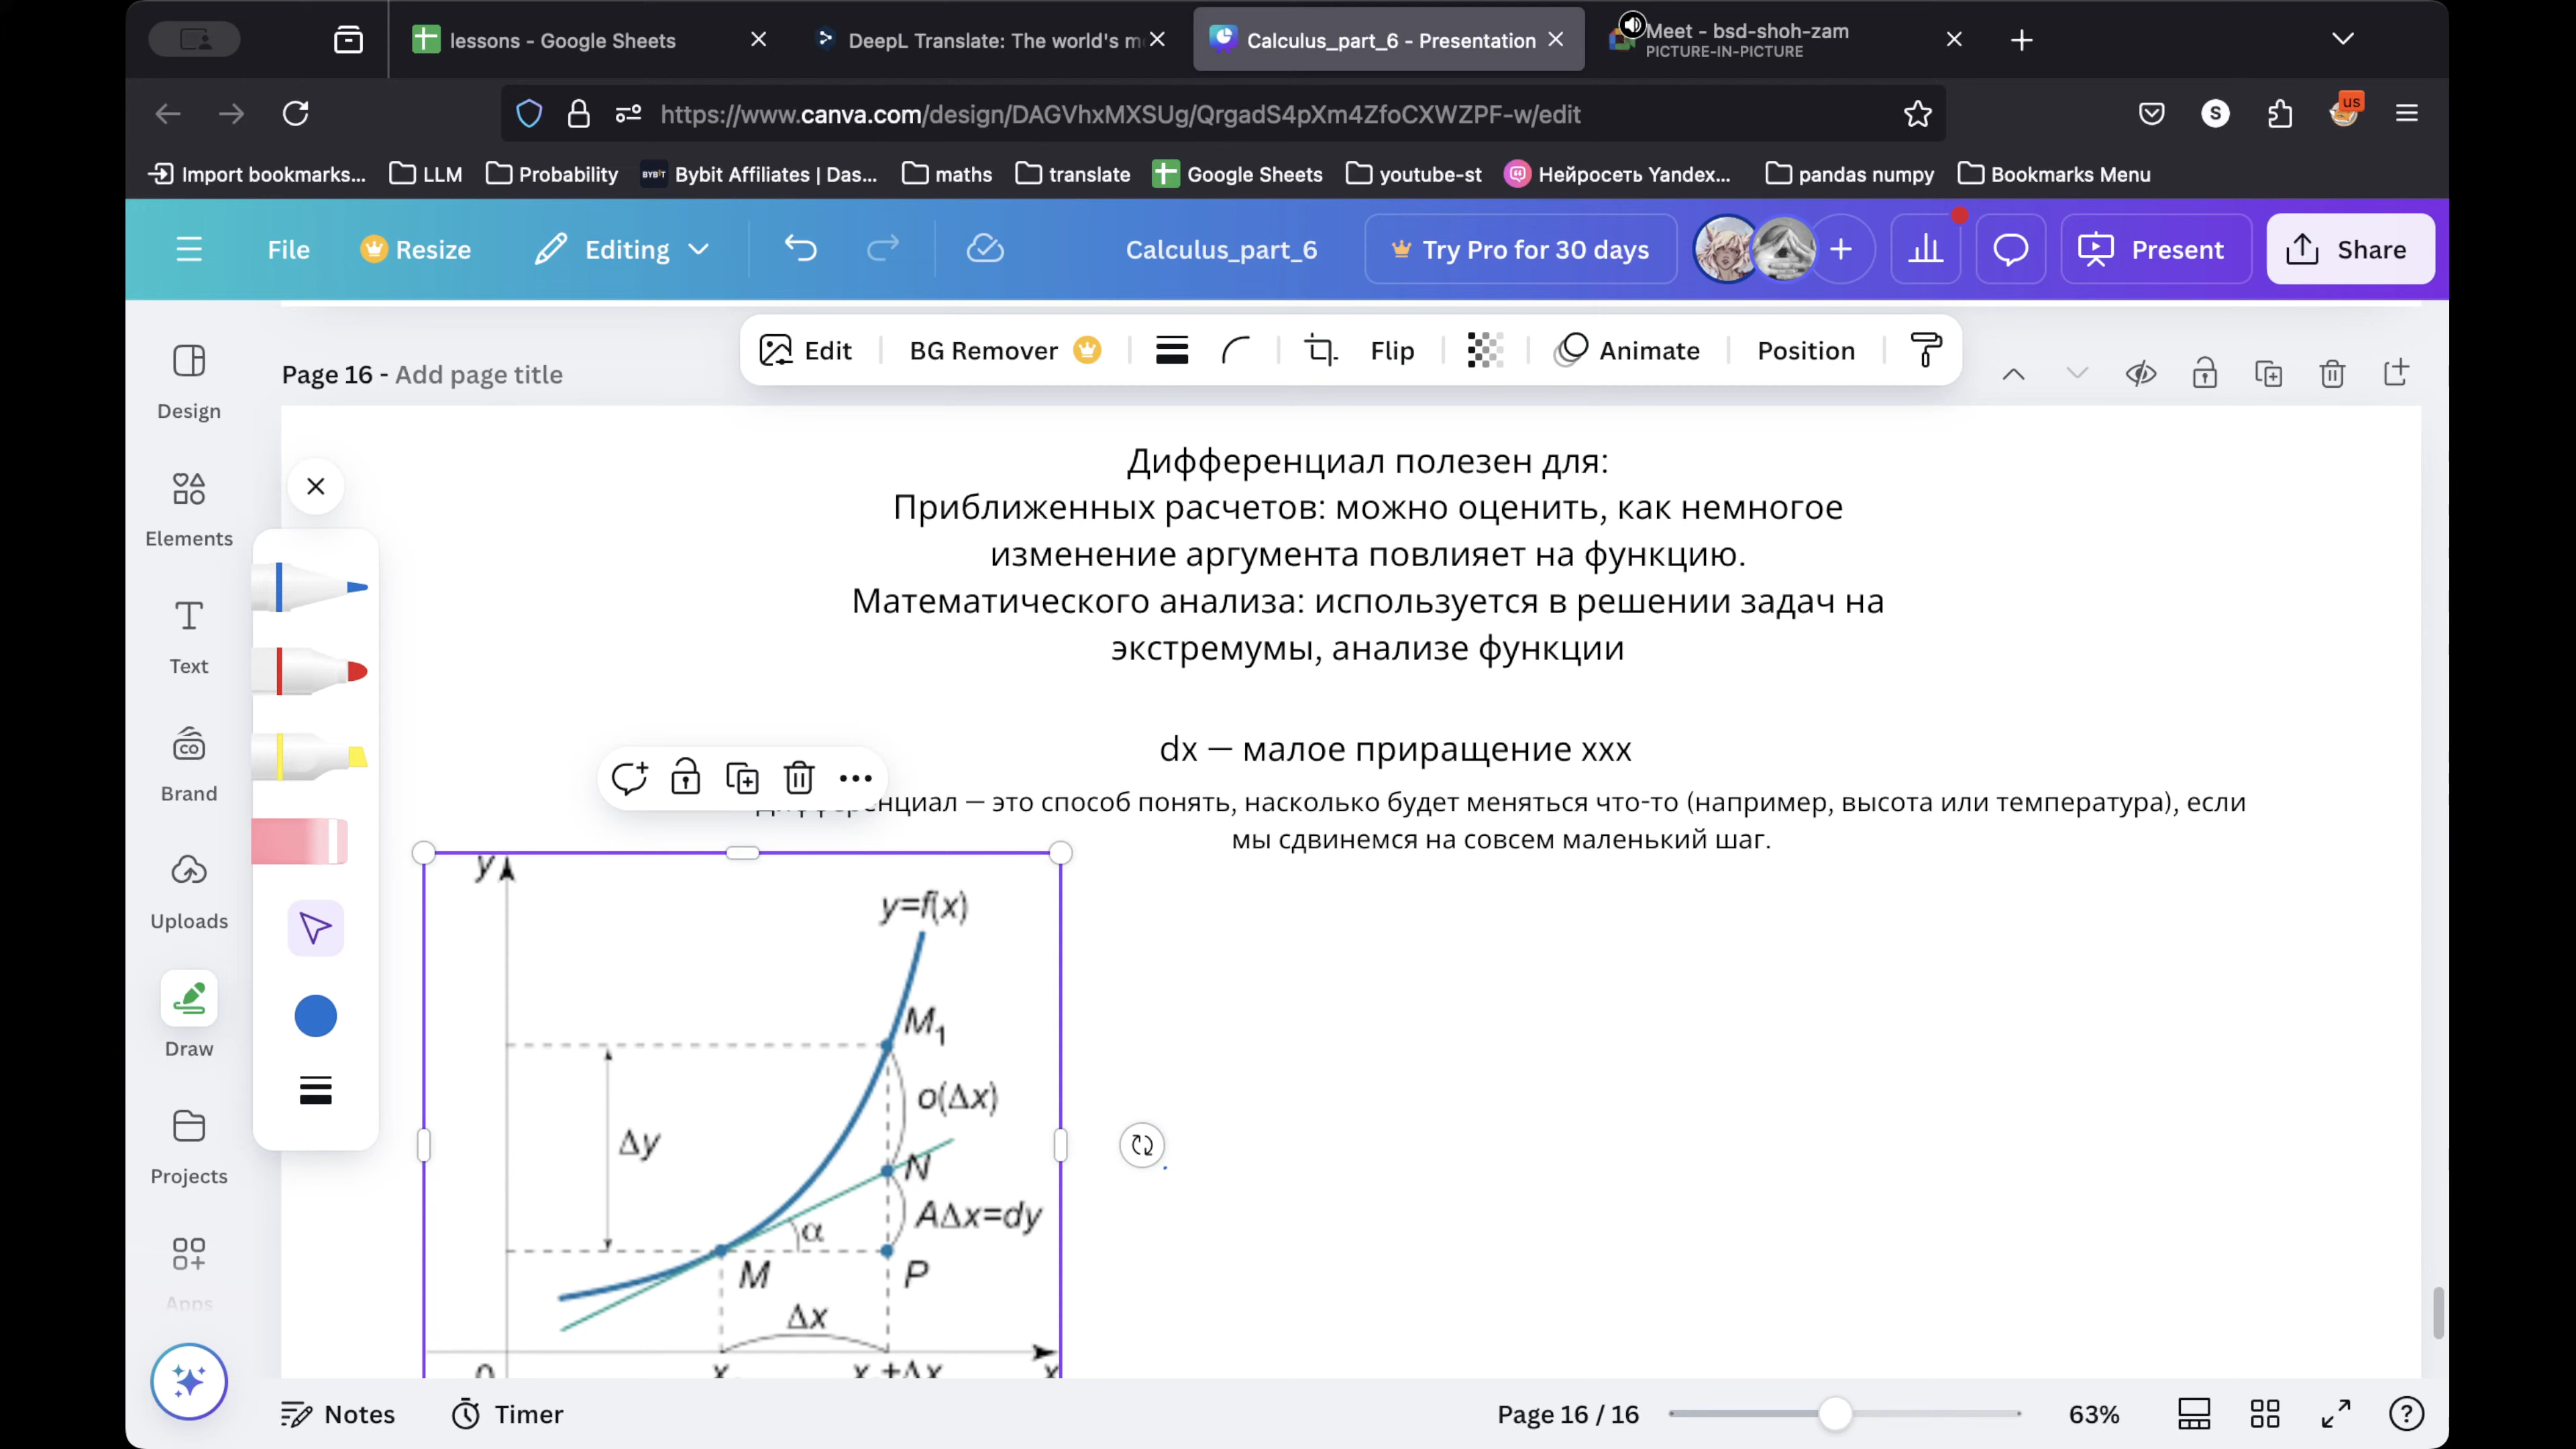 lessons - Google Sheets
DeepL Translate: The world's m
Calculus_part_6 - Presentation
Meet - bsd-shoh-zam
PICTURE-IN-PICTURE
https://www.canva.com/design/DAGVhxMXSUg/QrgadS4pXm4ZfoCXWZPF-w/edit
S
us
Import bookmarks...
LLM
Probability
BYBIT
Bybit Affiliates | Das...
maths
translate
Google Sheets
youtube-st
Нейросеть Yandex...
pandas numpy
Bookmarks Menu
File
Resize
Editing
Calculus_part_6
Try Pro for 30 days
Present
Share
Edit
BG Remover
Flip
Animate
Position
Page 16 - Add page title
Design
Elements
Text
Brand
Uploads
Draw
Projects
Apps
Дифференциал полезен для:
Приближенных расчетов: можно оценить, как немногое
изменение аргумента повлияет на функцию.
Математического анализа: используется в решении задач на
экстремумы, анализе функции
dx — малое приращение xxx
Дифференциал — это способ понять, насколько будет меняться что-то (например, высота или температура), если
мы сдвинемся на совсем маленький шаг.
y
y=f(x)
M1
o(Δx)
Δy
N
AΔx=dy
α
M
P
Δx
0
x
x +Δx
x
Notes
Timer
Page 16 / 16
63%